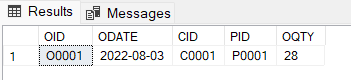 Results Messages
OID ODATE CID PID OQTY
1 O0001 2022-08-03 C0001 P0001 28